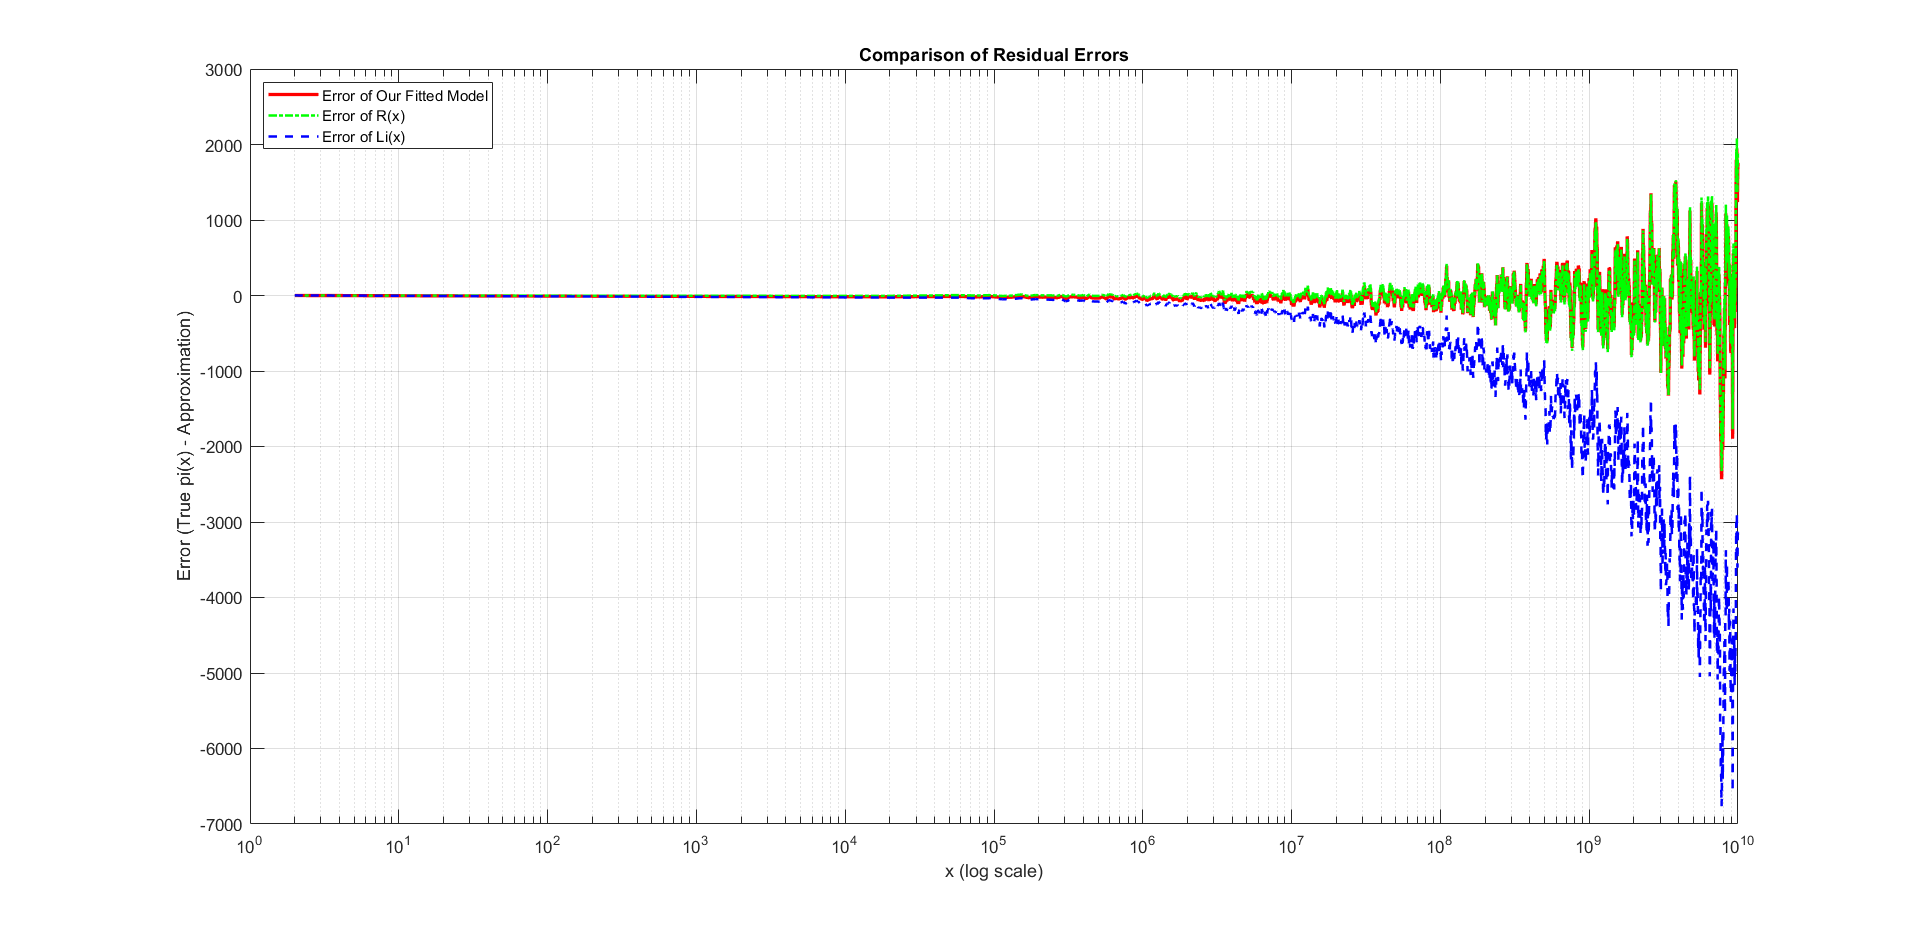 Comparison of Residual Errors
Error of Our Fitted Model
Error of R(x)
Error of Li(x)
Error (True pi(x) - Approximation)
3000
2000
1000
0
-1000
-2000
-3000
-4000
-5000
-6000
-7000
10^0 10^1 10^2 10^3 10^4 10^5 10^6 10^7 10^8 10^9 10^10
x (log scale)